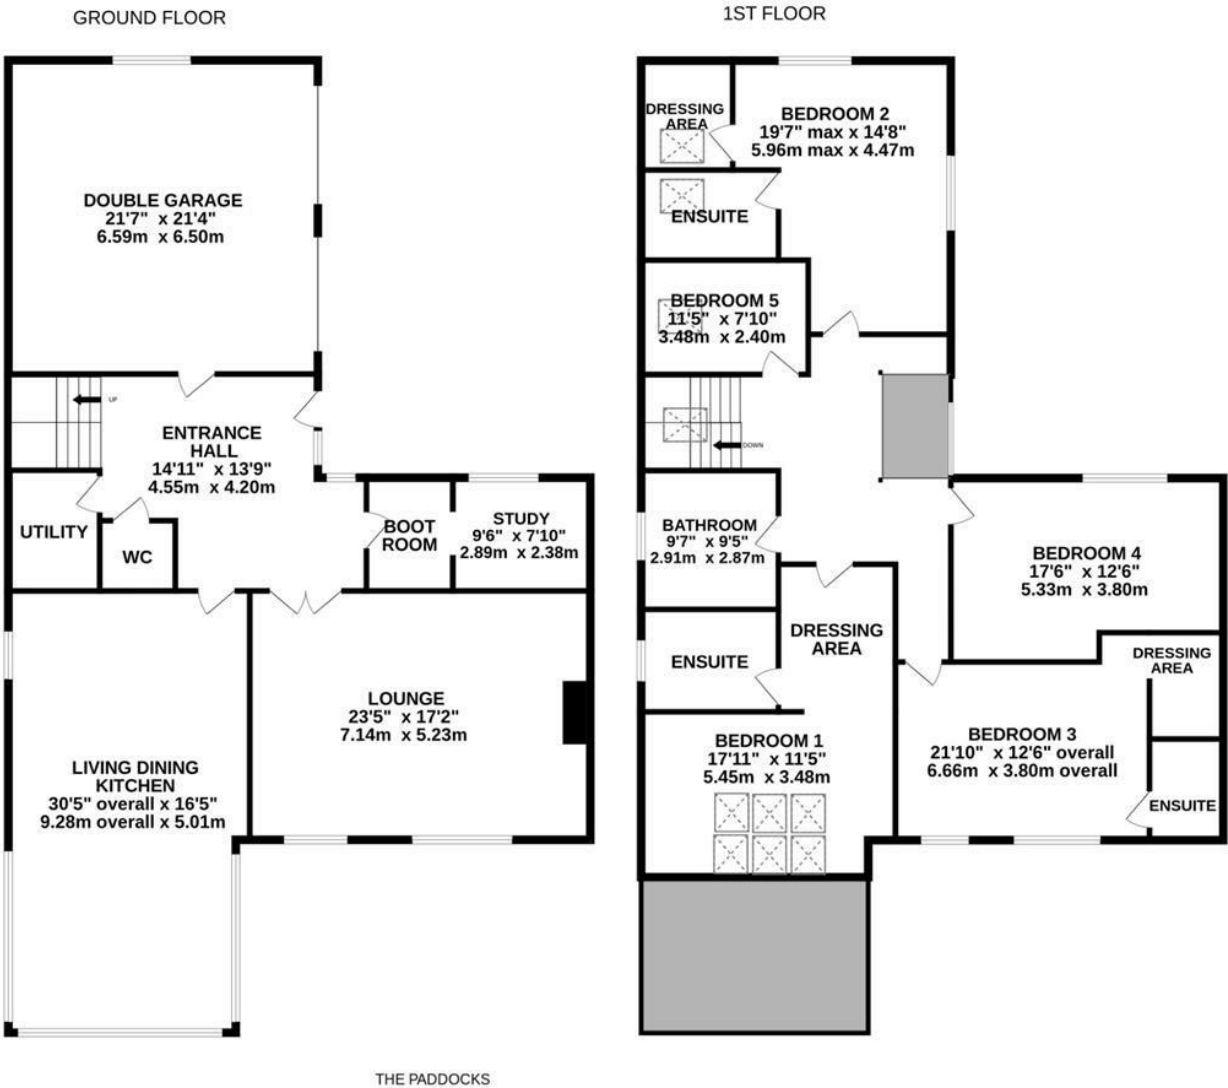 GROUND FLOOR
DOUBLE GARAGE
21'7" x 21'4"
6.59m x 6.50m
UP
ENTRANCE
HALL
14'11" x 13'9"
4.55m x 4.20m
UTILITY
WC
BOOT
ROOM
STUDY
9'6" x 7'10"
2.89m x 2.38m
LOUNGE
23'5" x 17'2"
7.14m x 5.23m
LIVING DINING
KITCHEN
30'5" overall x 16'5"
9.28m overall x 5.01m
1ST FLOOR
DRESSING
AREA
BEDROOM 2
19'7" max x 14'8"
5.96m max x 4.47m
ENSUITE
BEDROOM 5
11'5" x 7'10"
3.48m x 2.40m
DOWN
BATHROOM
9'7" x 9'5"
2.91m x 2.87m
BEDROOM 4
17'6" x 12'6"
5.33m x 3.80m
DRESSING
AREA
ENSUITE
DRESSING
AREA
BEDROOM 1
17'11" x 11'5"
5.45m x 3.48m
BEDROOM 3
21'10" x 12'6" overall
6.66m x 3.80m overall
ENSUITE
THE PADDOCKS